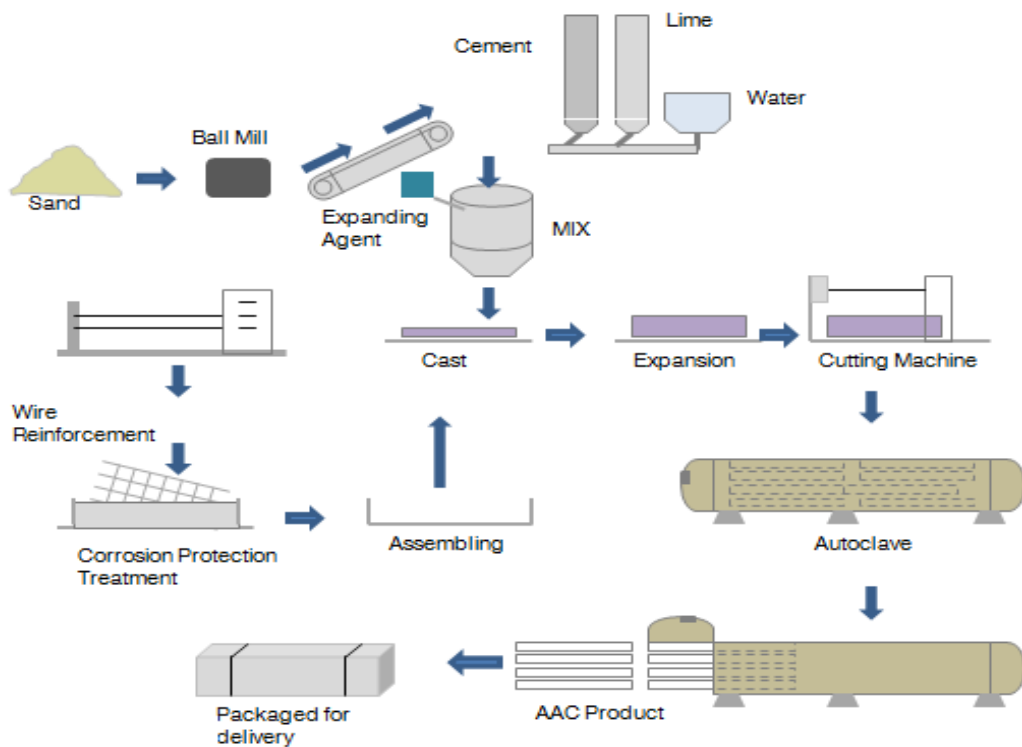 Lime
Cement
Water
Ball Mill
Sand
Expanding
Agent
MIX
Cast
Expansion
Cutting Machine
Wire
Reinforcement
Corrosion Protection
Treatment
Assembling
Autoclave
AAC Product
Packaged for
delivery